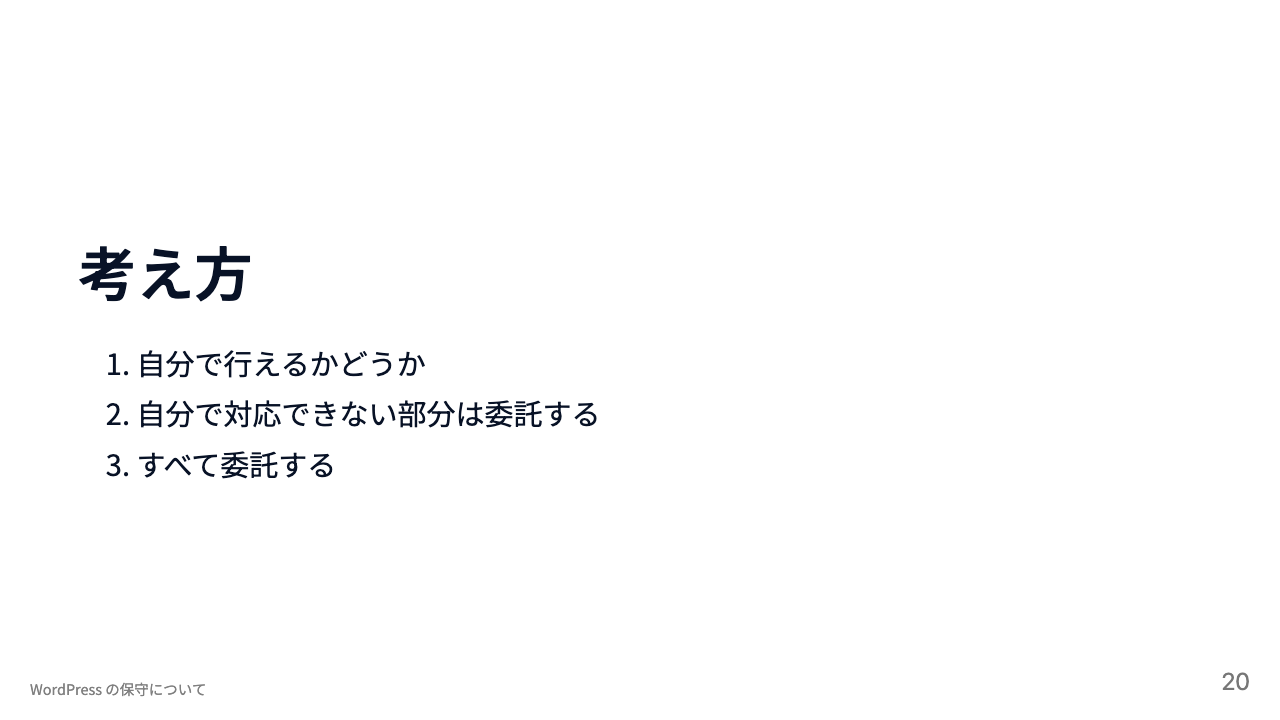 考え方
1. 自分で行えるかどうか
2. 自分で対応できない部分は委託する
3. すべて委託する
WordPress の保守について
20